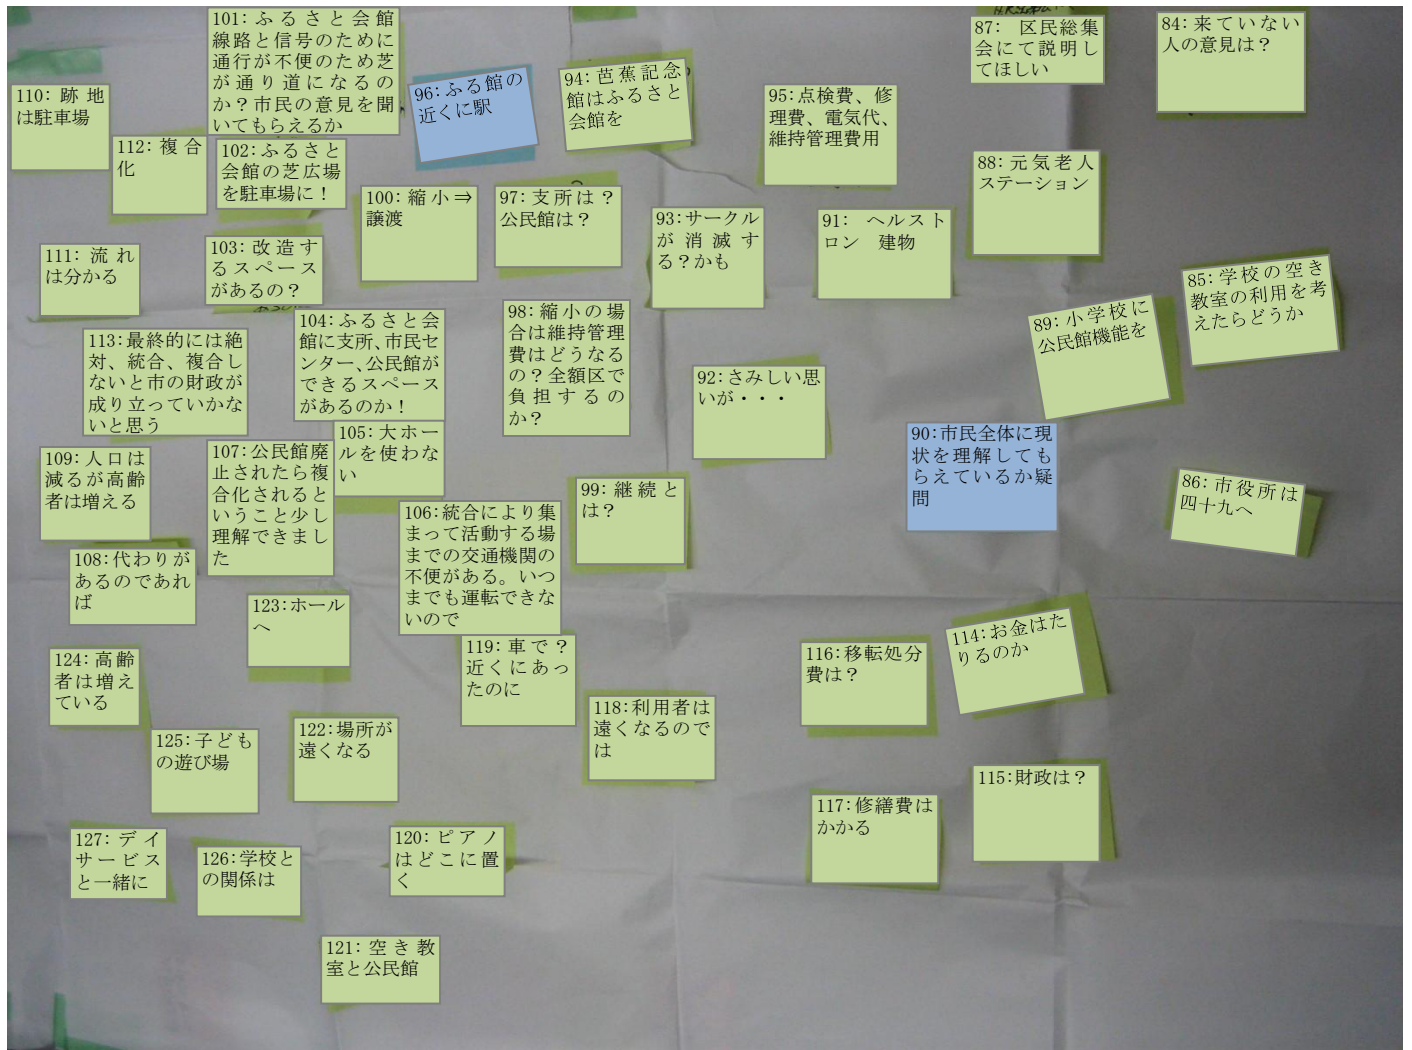 101：ふるさと会館
線路と信号のために
通行が不便のため芝
が通り道になるの
か？市民の意見を聞
いてもらえるか
87：　区民総集
会にて説明し
てほしい
84：来ていない
人の意見は？
110：跡地
は駐車場
96：ふる館の
近くに駅
94：芭蕉記念
館はふるさと
会館を
95：点検費、修
理費、電気代、
維持管理費用
112：複合
化
102：ふるさと
会館の芝広場
を駐車場に！
88：元気老人
ステーション
100：縮小⇒
譲渡
97：支所は？
公民館は？
93：サークル
が消滅す
る？かも
91：　ヘルスト
ロン　建物
111：流れ
は分かる
103：改造す
るスペース
があるの？
85：学校の空き
教室の利用を考
えたらどうか
98：縮小の場
合は維持管理
費はどうなる
の？全額区で
負担するの
か？
89：小学校に
公民館機能を
104：ふるさと会
館に支所、市民セ
ンター、公民館が
できるスペース
があるのか！
113：最終的には絶
対、統合、複合し
ないと市の財政が
成り立っていかな
いと思う
92：さみしい思
いが・・・
105：大ホー
ルを使わな
い
90：市民全体に現
状を理解しても
らえているか疑
問
109：人口は
減るが高齢
者は増える
107：公民館廃
止されたら複
合化されると
いうこと少し
理解できまし
た
99：継続と
は？
86：市役所は
四十九へ
106：統合により集
まって活動する場
までの交通機関の
不便がある。いつ
までも運転できな
いので
108：代わりが
あるのであれ
ば
123：ホール
へ
119：車で？
近くにあっ
たのに
114：お金はた
りるのか
116：移転処分
費は？
124：高齢
者は増え
ている
118：利用者は
遠くなるので
は
122：場所が
遠くなる
125：子ども
の遊び場
115：財政は？
117：修繕費は
かかる
127：デイ
サービス
と一緒に
126：学校と
の関係は
120：ピアノ
はどこに置
く
121：空き教
室と公民館